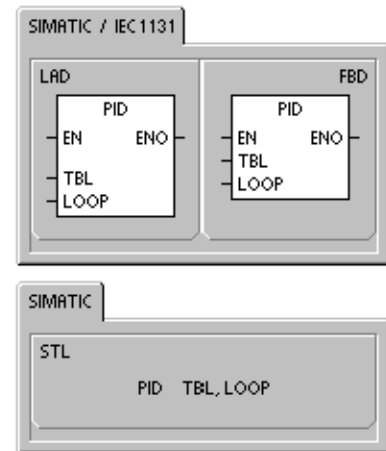 SIMATIC / IEC1131
LAD
FBD
PID
EN ENO
TBL
LOOP
PID
EN ENO
TBL
LOOP
SIMATIC
STL
PID TBL, LOOP